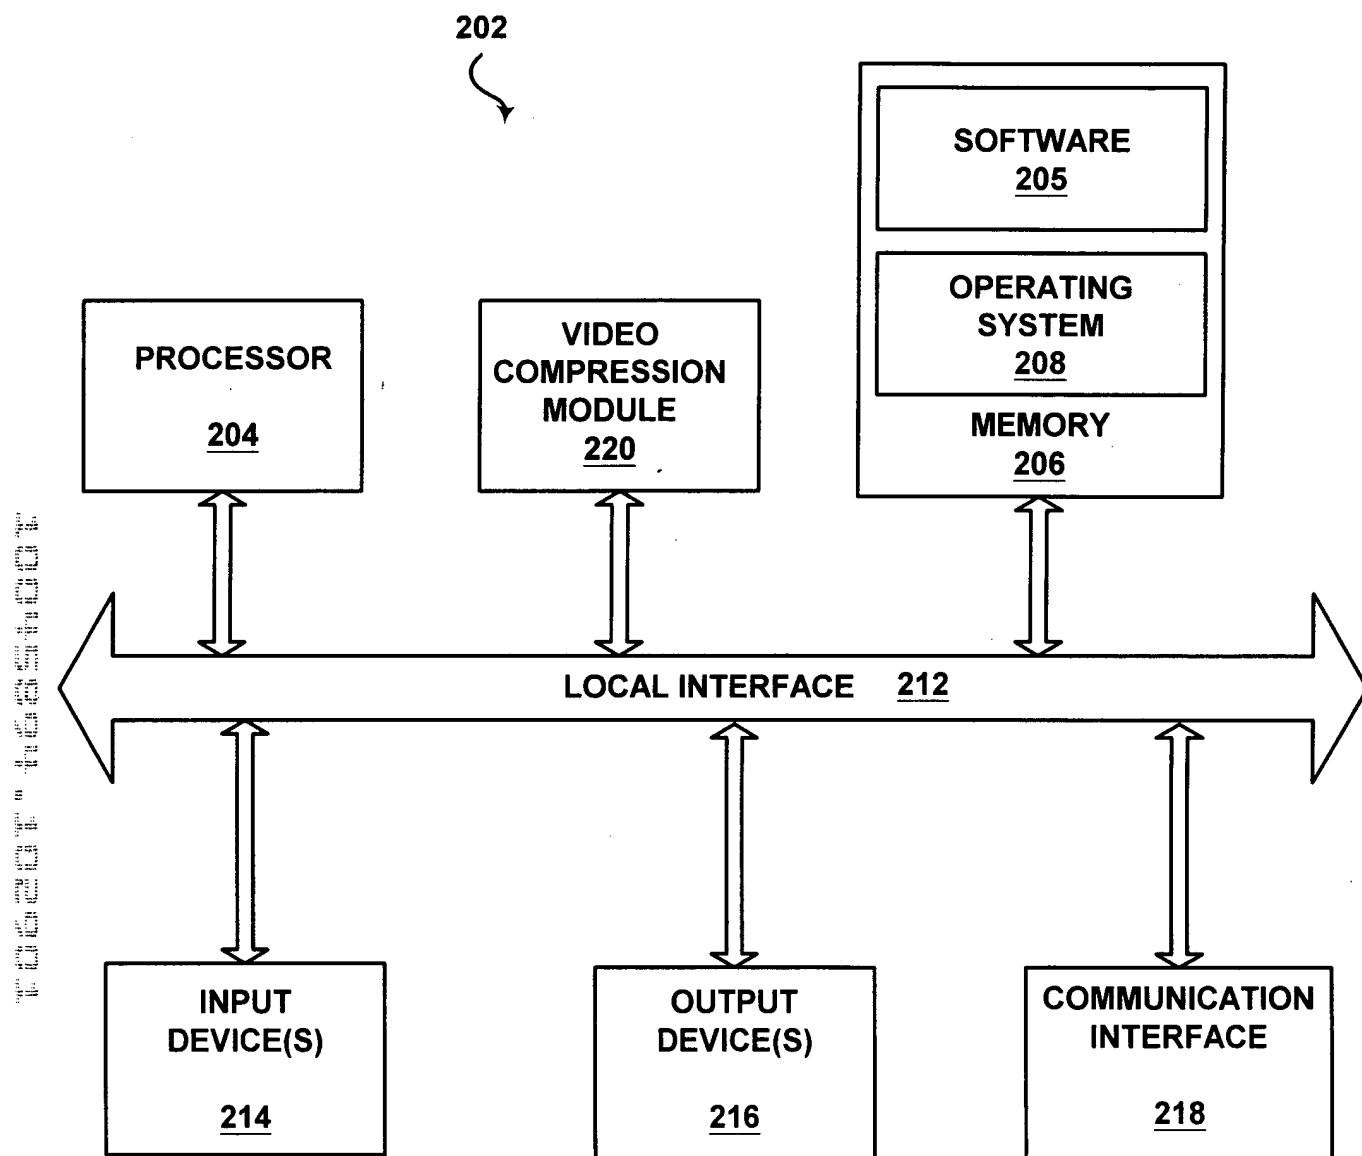 202
SOFTWARE
205
OPERATING
SYSTEM
208
MEMORY
206
PROCESSOR
204
VIDEO
COMPRESSION
MODULE
220
LOCAL INTERFACE 212
INPUT
DEVICE(S)
214
OUTPUT
DEVICE(S)
216
COMMUNICATION
INTERFACE
218